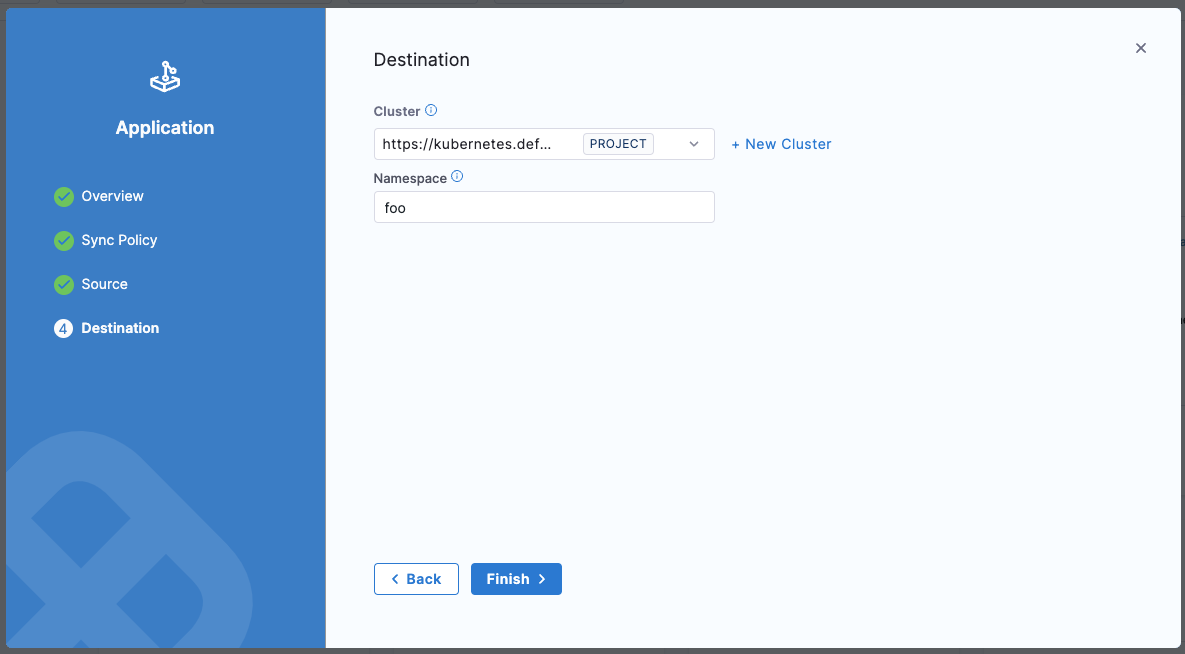 Application
Overview
Sync Policy
Source
4 Destination
Destination
Cluster
https://kubernetes.def... PROJECT
+ New Cluster
Namespace
foo
Back
Finish